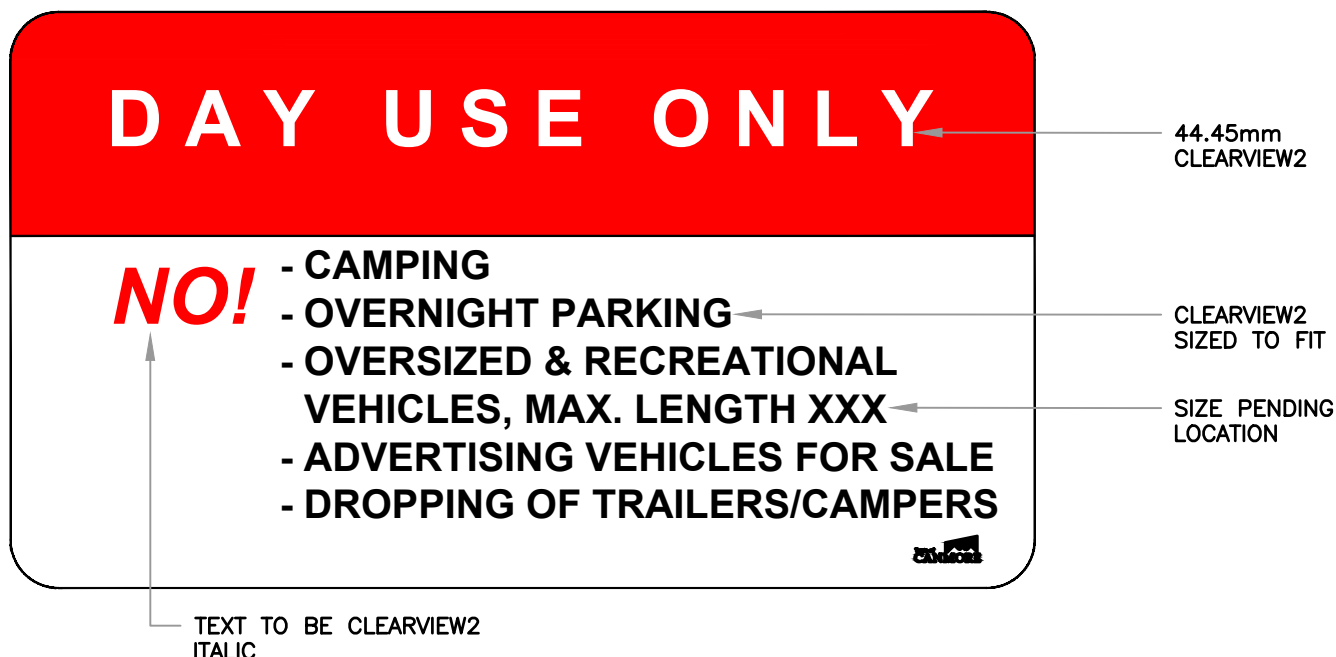 DAY USE ONLY
44.45mm
CLEARVIEW2
NO!
- CAMPING
- OVERNIGHT PARKING
- OVERSIZED & RECREATIONAL
VEHICLES, MAX. LENGTH XXX
- ADVERTISING VEHICLES FOR SALE
- DROPPING OF TRAILERS/CAMPERS
CLEARVIEW2
SIZED TO FIT
SIZE PENDING
LOCATION
CANMORE
TEXT TO BE CLEARVIEW2
ITALIC